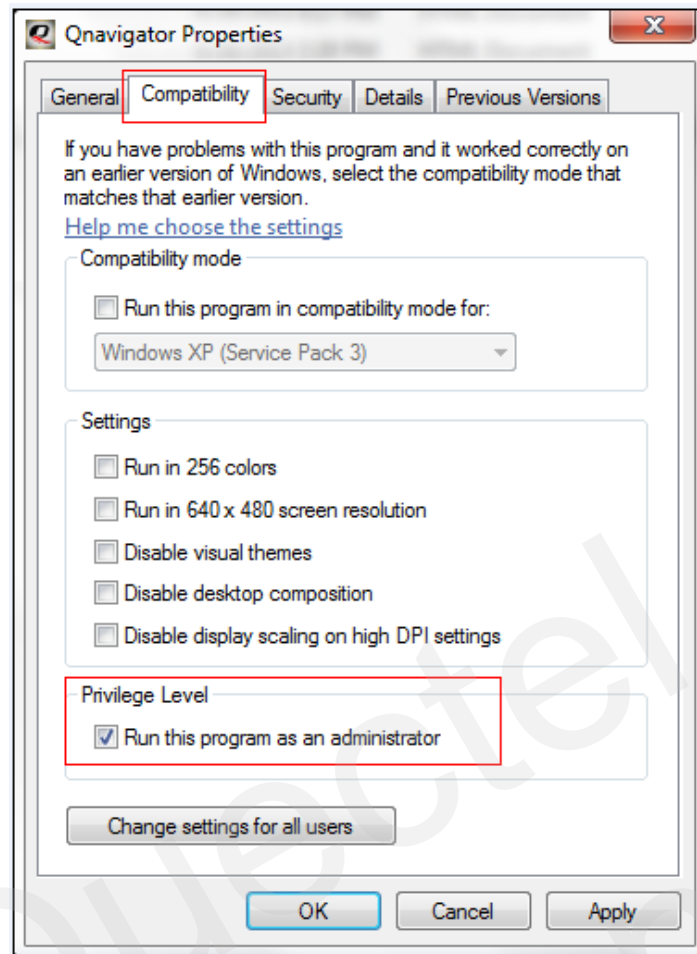 Qnavigator Properties
General Compatibility Security Details Previous Versions
If you have problems with this program and it worked correctly on
an earlier version of Windows, select the compatibility mode that
matches that earlier version.
Help me choose the settings
Compatibility mode
Run this program in compatibility mode for:
Windows XP (Service Pack 3)
Settings
Run in 256 colors
Run in 640 x 480 screen resolution
Disable visual themes
Disable desktop composition
Disable display scaling on high DPI settings
Privilege Level
Run this program as an administrator
Change settings for all users
OK Cancel Apply